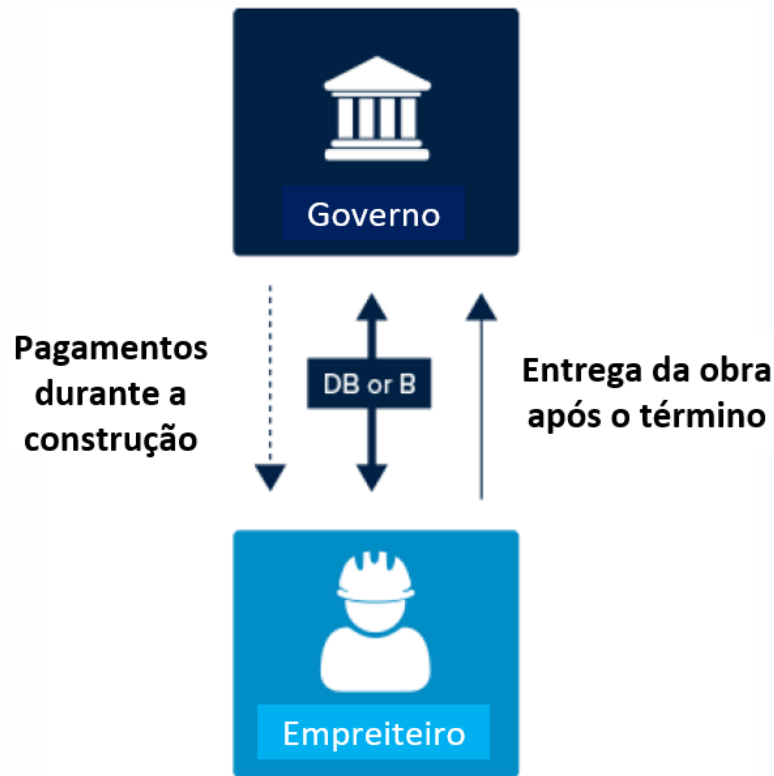 Governo
Pagamentos
durante a
construção
DB or B
Entrega da obra
após o término
Empreiteiro